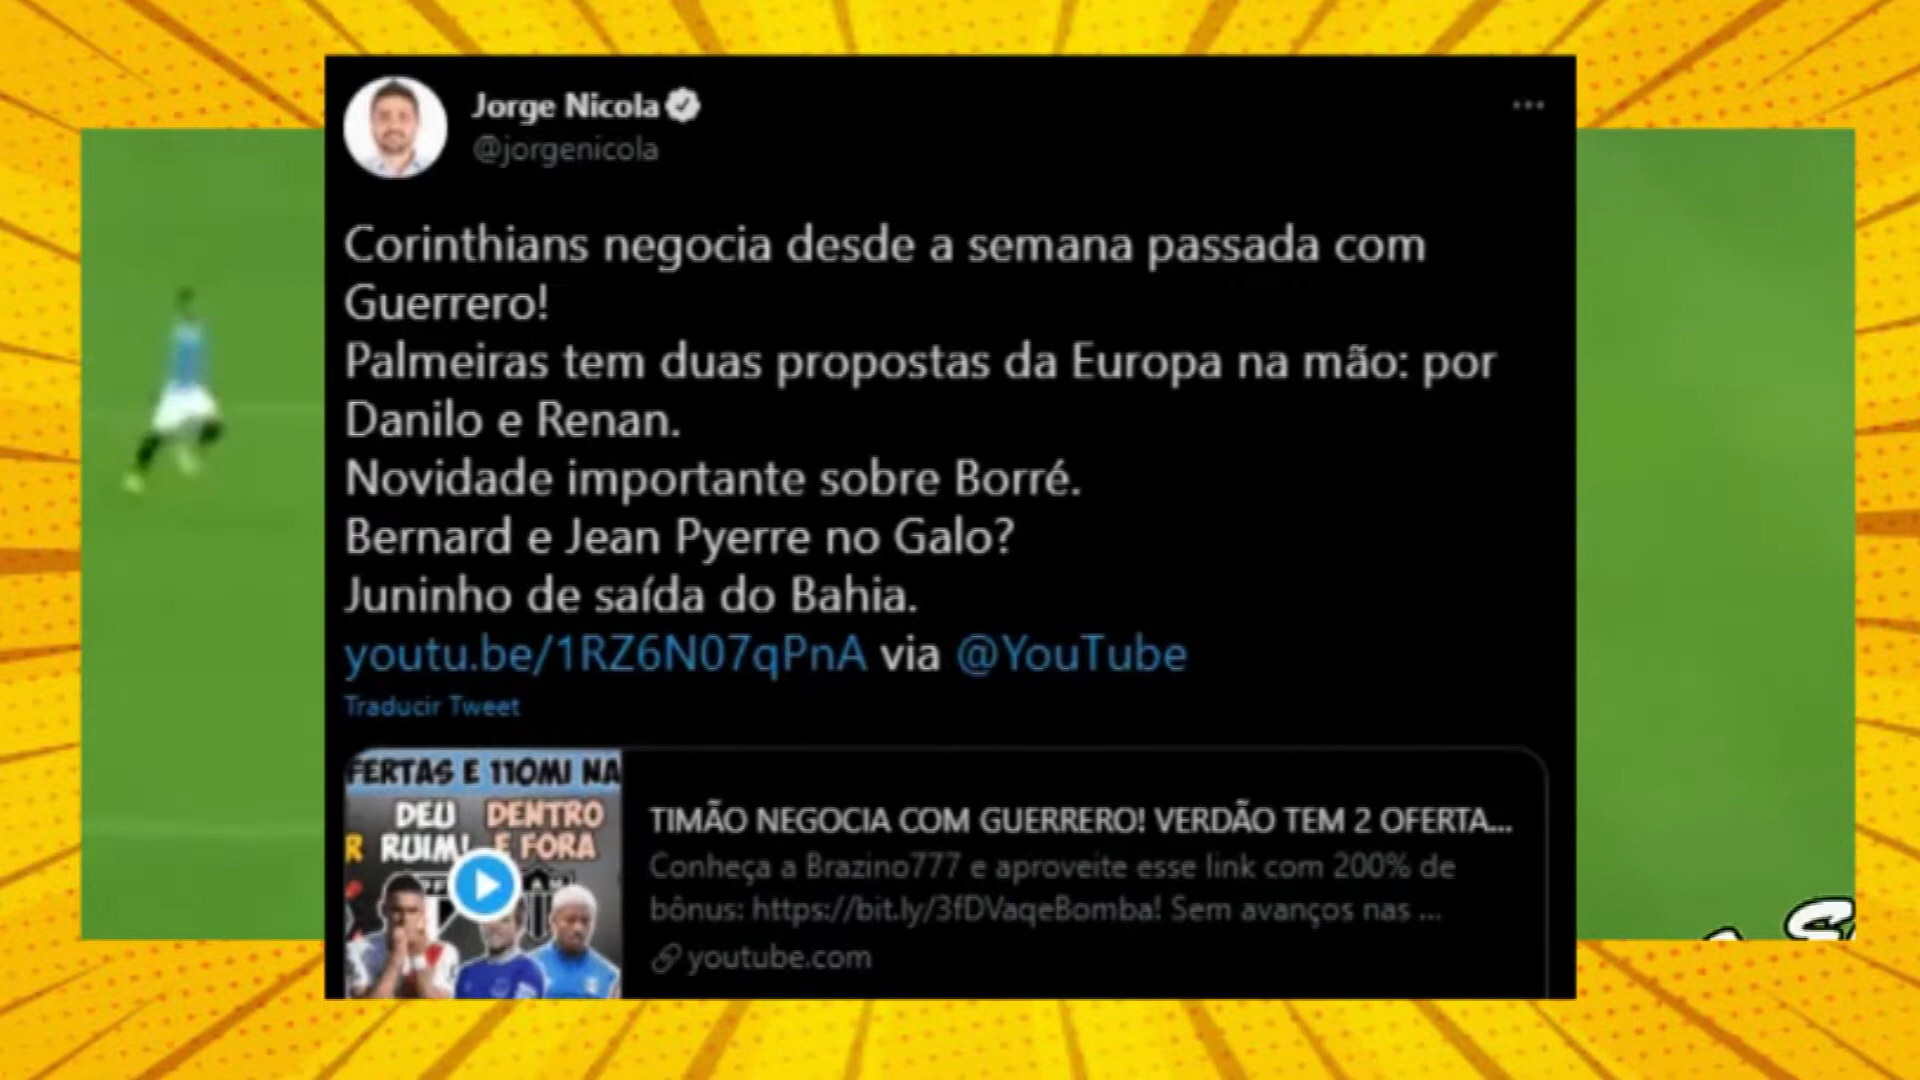 Jorge Nicola
@jorgenicola
Corinthians negocia desde a semana passada com
Guerrero!
Palmeiras tem duas propostas da Europa na mão: por
Danilo e Renan.
Novidade importante sobre Borré.
Bernard e Jean Pyerre no Galo?
Juninho de saída do Bahia.
youtu.be/1RZ6N07qPnA via @YouTube
Traducir Tweet
FERTAS E 110MI NA
DEU DENTRO
R RUIM! E FORA
TIMÃO NEGOCIA COM GUERRERO! VERDÃO TEM 2 OFERTA...
Conheça a Brazino777 e aproveite esse link com 200% de
bônus: https://bit.ly/3fDVaqeBomba! Sem avanços nas ...
youtube.com